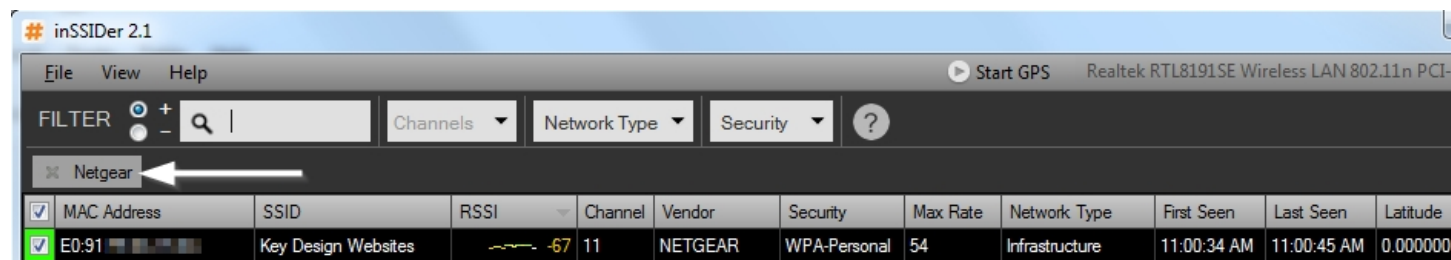 # inSSIDer 2.1
File View Help Start GPS Realtek RTL8191SE Wireless LAN 802.11n PCI-
FILTER + - Channels Network Type Security ?
Netgear
MAC Address SSID RSSI Channel Vendor Security Max Rate Network Type First Seen Last Seen Latitude
E0:91 Key Design Websites -67 11 NETGEAR WPA-Personal 54 Infrastructure 11:00:34 AM 11:00:45 AM 0.000000